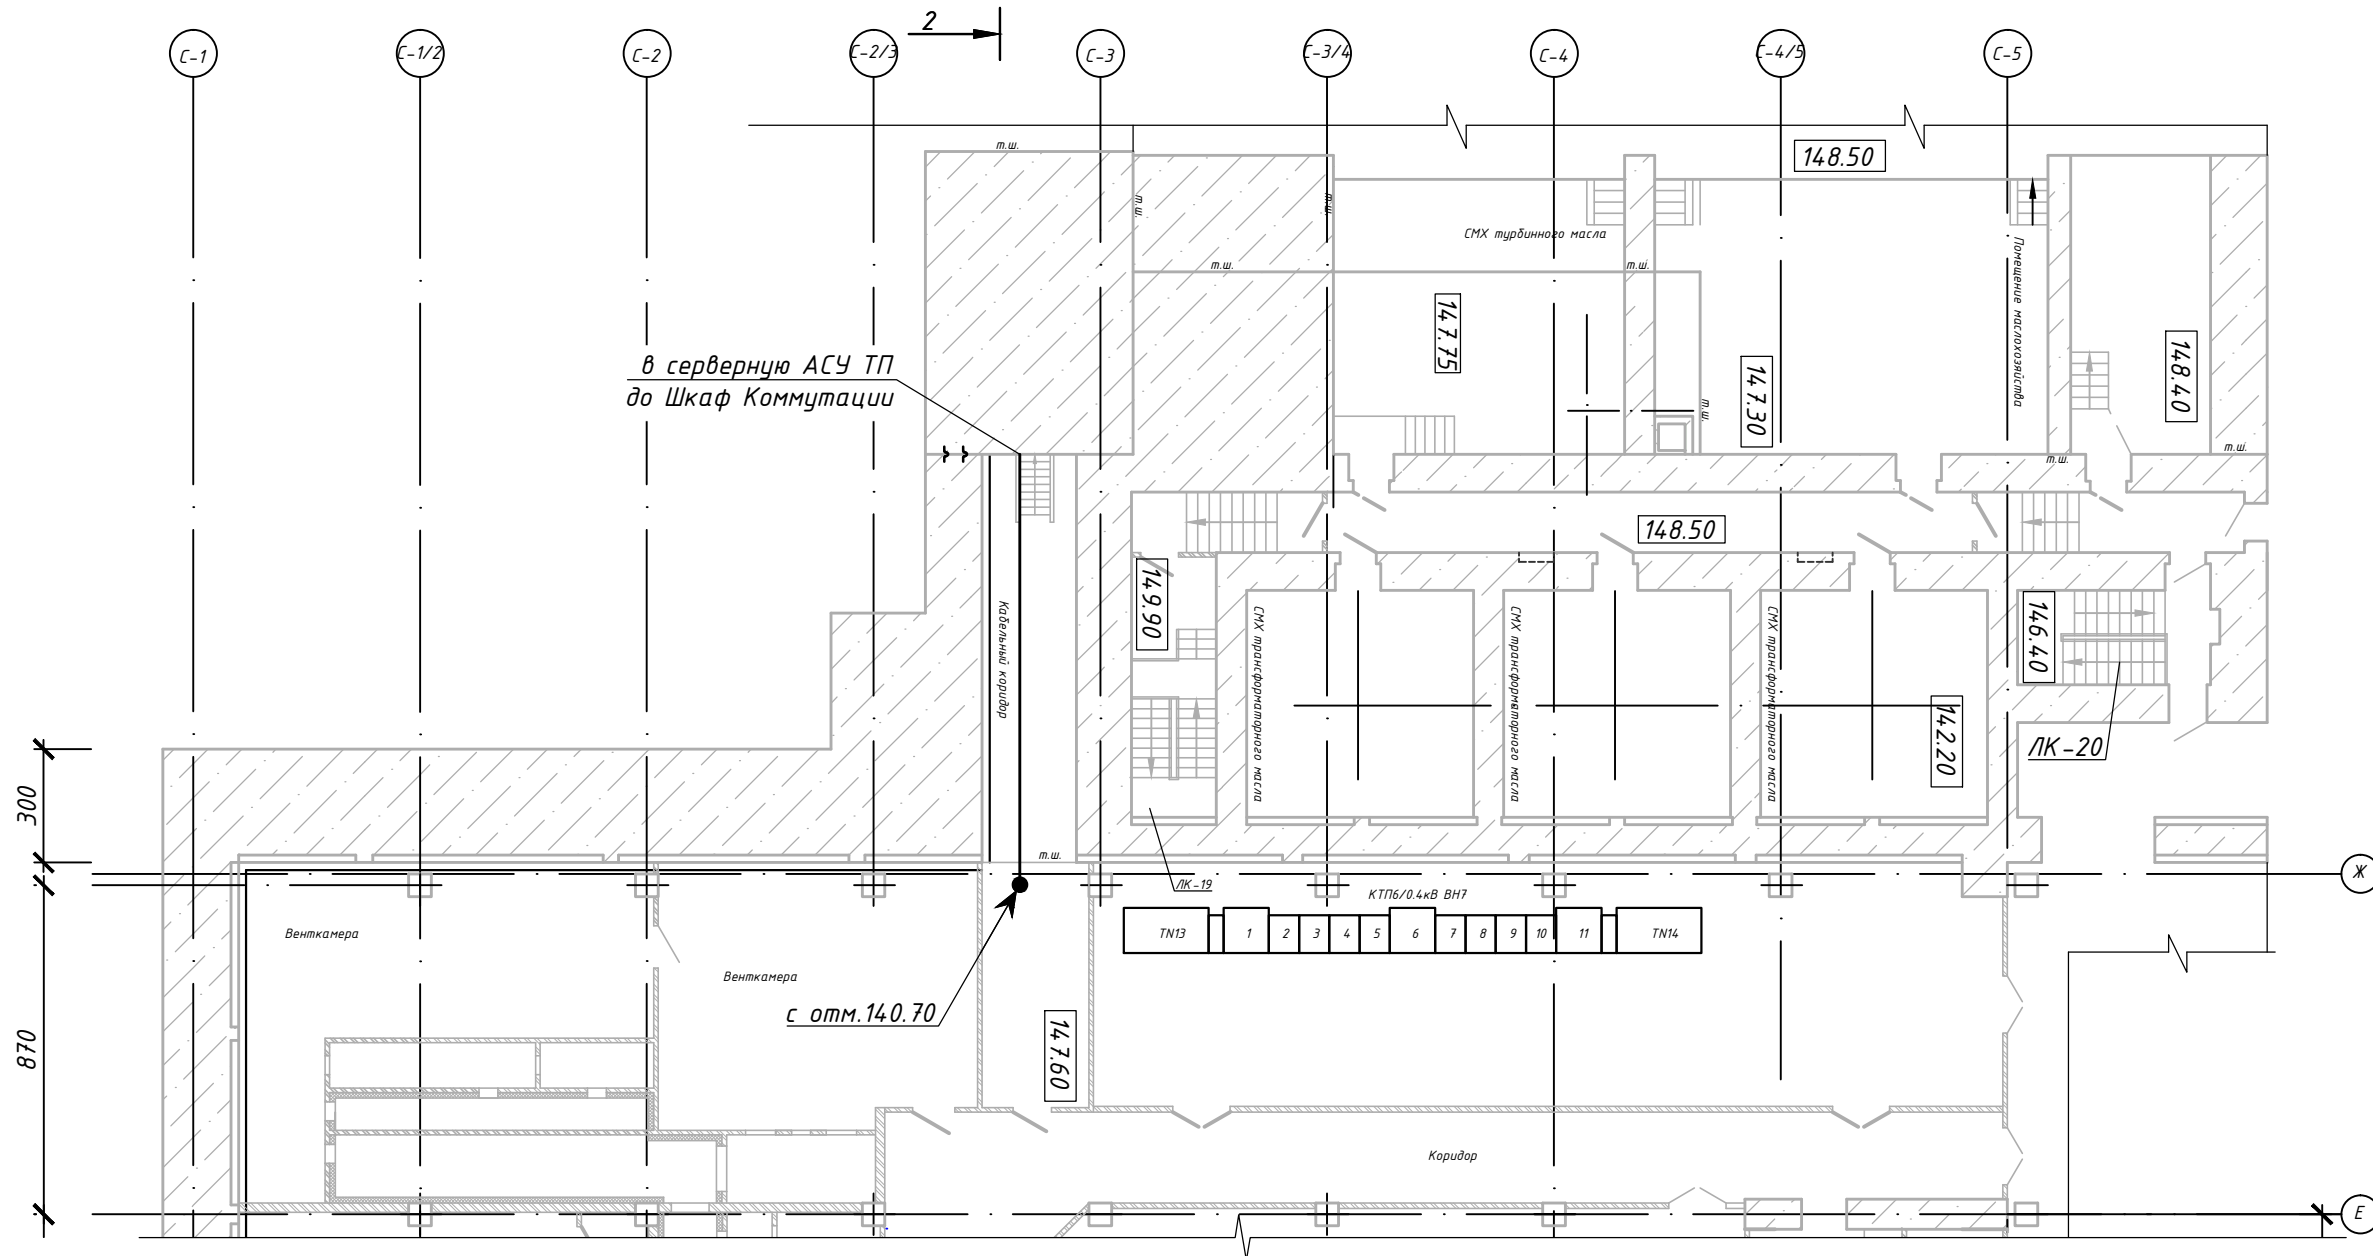 2
С-1
С-1/2
С-2
С-2/3
С-3
С-3/4
С-4
С-4/5
С-5
т.ш.
148.50
т.ш.
т.ш.
СМХ турбинного масла
т.ш.
т.ш.
Помещение маслохозяйства
147.75
147.30
148.40
в серверную АСУ ТП
до Шкаф Коммутации
т.ш.
т.ш.
т.ш.
148.50
149.90
Кабельный коридор
СМХ трансформаторного масла
СМХ трансформаторного масла
СМХ трансформаторного масла
146.40
142.20
ЛК-20
300
т.ш.
ЛК-19
КТП6/0.4кВ ВН7
Ж
TN13
1
2
3
4
5
6
7
8
9
10
11
TN14
Венткамера
Венткамера
с отм.140.70
147.60
870
Коридор
Е